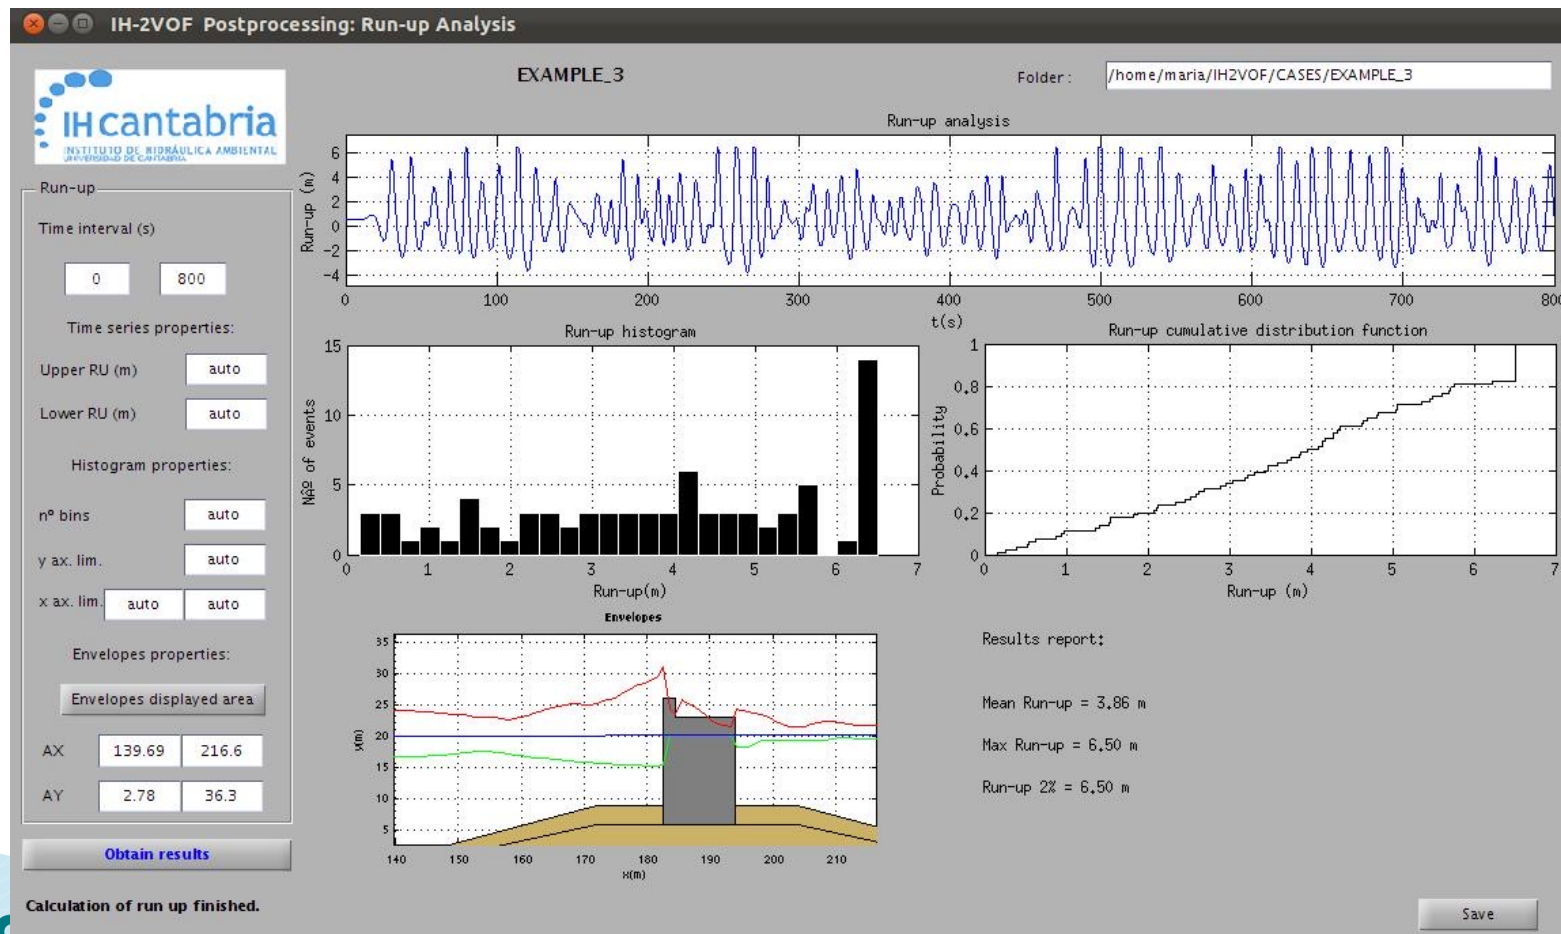 IH-2VOF Postprocessing: Run-up Analysis
EXAMPLE_3
Folder :
/home/maria/IH2VOF/CASES/EXAMPLE_3
IHcantabria
INSTITUTO DE HIDRÁULICA AMBIENTAL
UNIVERSIDAD DE CANTABRIA
Run-up
Time interval (s)
0 800
Time series properties:
Upper RU (m) auto
Lower RU (m) auto
Histogram properties:
nº bins auto
y ax. lim. auto
x ax. lim. auto auto
Envelopes properties:
Envelopes displayed area
AX 139.69 216.6
AY 2.78 36.3
Obtain results
Calculation of run up finished.
Run-up analysis
Run-up (m)
6
4
2
0
-2
-4
0 100 200 300 400 500 600 700 800
t(s)
Run-up histogram
NÂº of events
15
10
5
0
0 1 2 3 4 5 6 7
Run-up(m)
Run-up cumulative distribution function
Probability
1
0.8
0.6
0.4
0.2
0
0 1 2 3 4 5 6 7
Run-up (m)
Envelopes
y(m)
35
30
25
20
15
10
5
140 150 160 170 180 190 200 210
x(m)
Results report:
Mean Run-up = 3.86 m
Max Run-up = 6.50 m
Run-up 2% = 6.50 m
Save